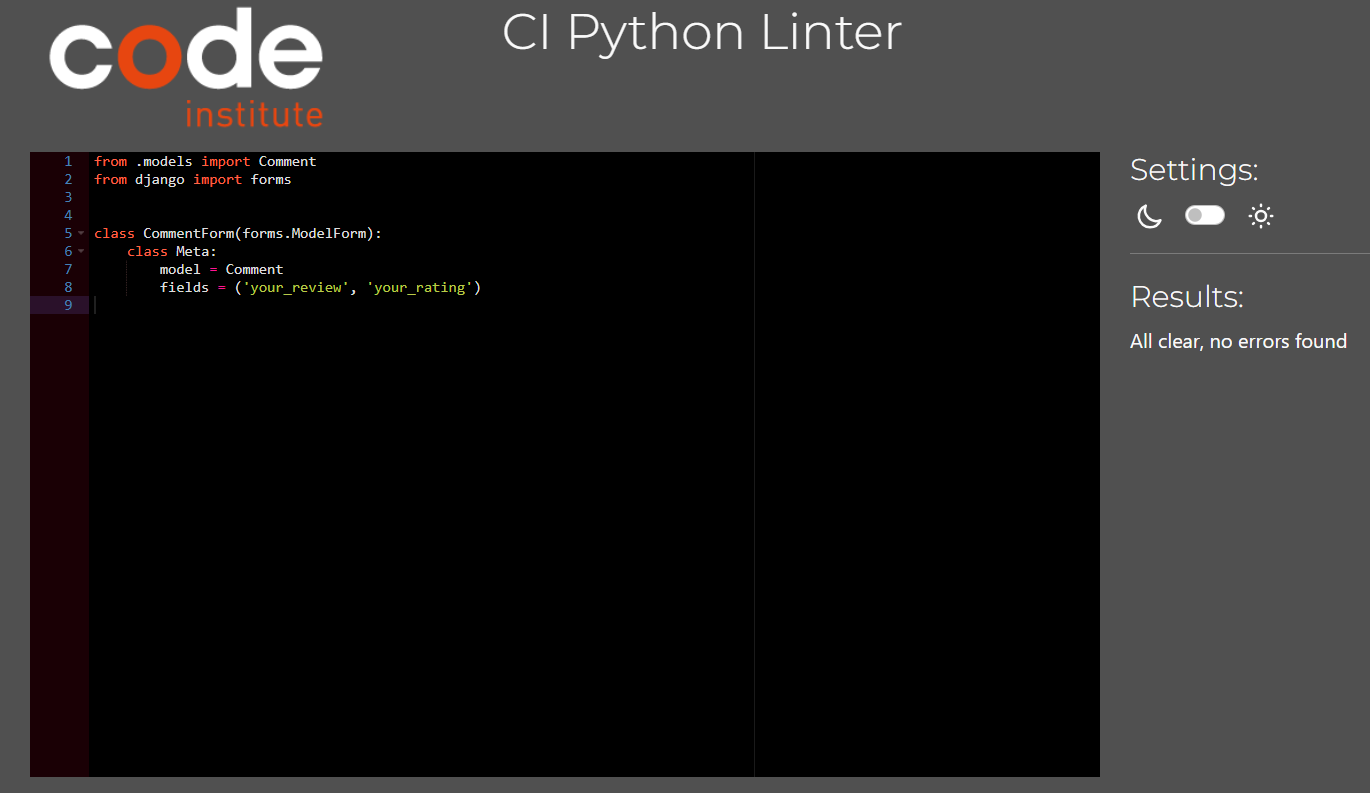 code
institute
CI Python Linter
1 from .models import Comment
2 from django import forms
3
4
5 class CommentForm(forms.ModelForm):
6     class Meta:
7         model = Comment
8         fields = ('your_review', 'your_rating')
9
Settings:
Results:
All clear, no errors found